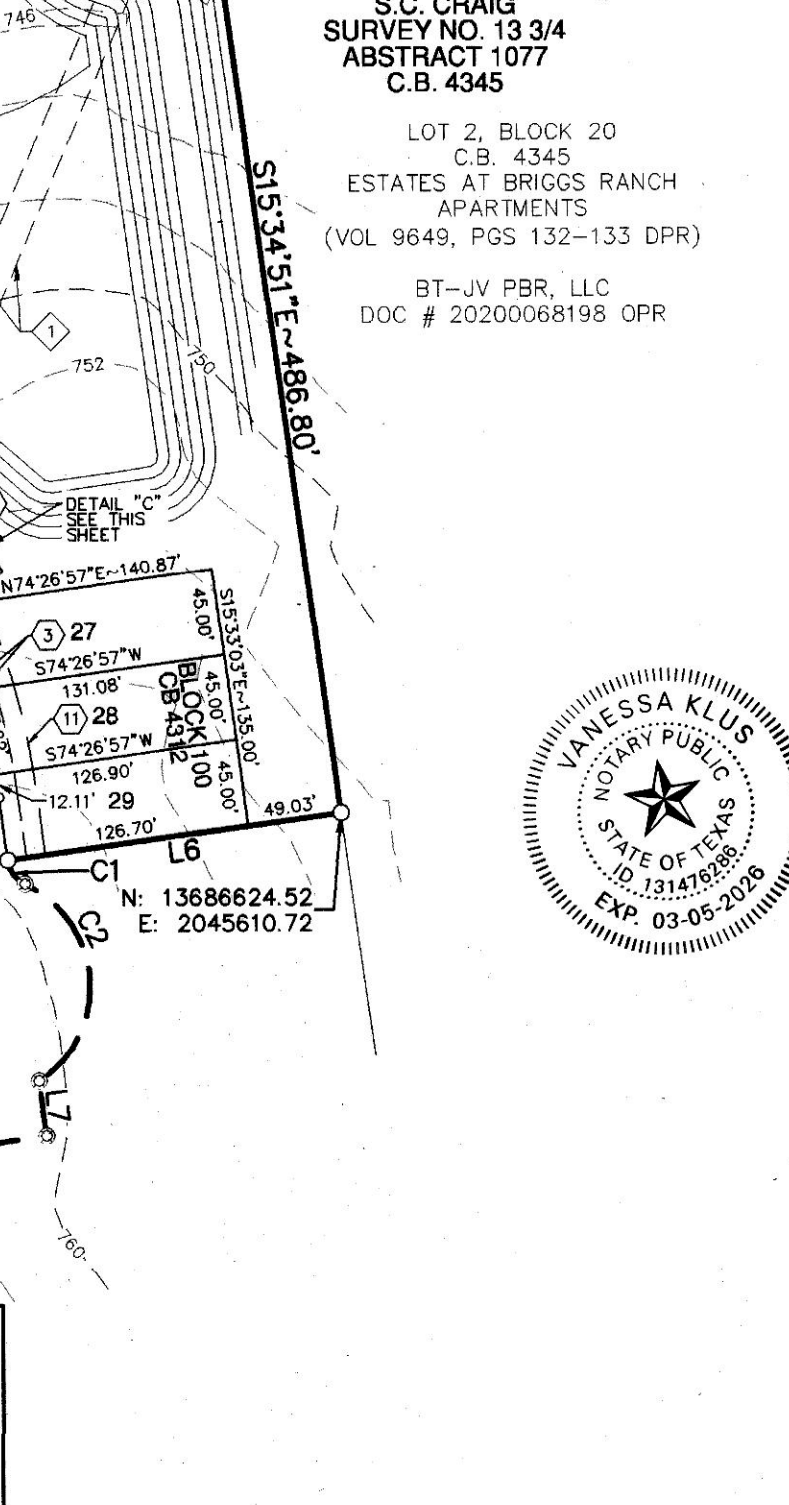 746
S.C. CRAIG
SURVEY NO. 13 3/4
ABSTRACT 1077
C.B. 4345
LOT 2, BLOCK 20
C.B. 4345
ESTATES AT BRIGGS RANCH
APARTMENTS
(VOL 9649, PGS 132-133 DPR)
BT-JV PBR, LLC
DOC # 20200068198 OPR
S15°34'51"E~486.80'
1
752
750
DETAIL "C"
SEE THIS
SHEET
N74°26'57"E~140.87'
S15°33'03"E~135.00'
45.00'
3 27
S74°26'57"W
131.08'
45.00'
BLOCK 100
CB 4312
11 28
S74°26'57"W
126.90'
45.00'
12.11' 29
126.70'
49.03'
L6
C1
N: 13686624.52
E: 2045610.72
C2
L7
760
VANESSA KLUS
NOTARY PUBLIC
STATE OF TEXAS
ID 131476286
EXP. 03-05-2026